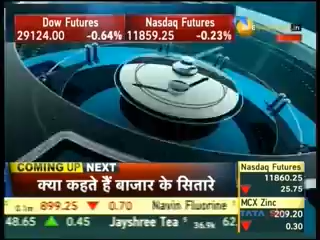 Dow Futures
29124.00 -0.64%
Nasdaq Futures
11859.25 -0.23%
COMING UP NEXT
क्या कहते हैं बाजार के सितारे
Nasdaq Futures
11860.25
25.75
MCX Zinc
209.20
0.30
899.25 0.70 Navin Fluorine
48.65 0.45 Jayshree Tea 36.9k